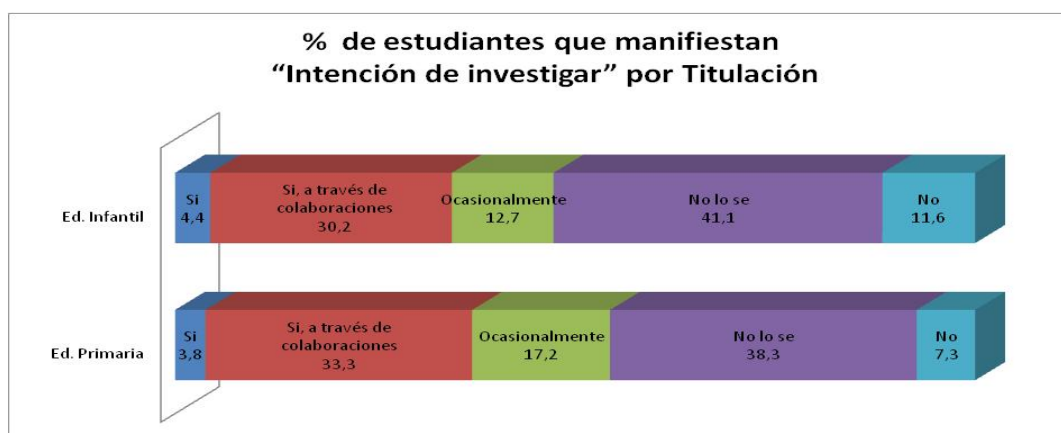 % de estudiantes que manifiestan
“Intención de investigar” por Titulación
Ed. Infantil
Si
4,4
Si, a través de
colaboraciones
30,2
Ocasionalmente
12,7
No lo se
41,1
No
11,6
Ed. Primaria
Si
3,8
Si, a través de
colaboraciones
33,3
Ocasionalmente
17,2
No lo se
38,3
No
7,3